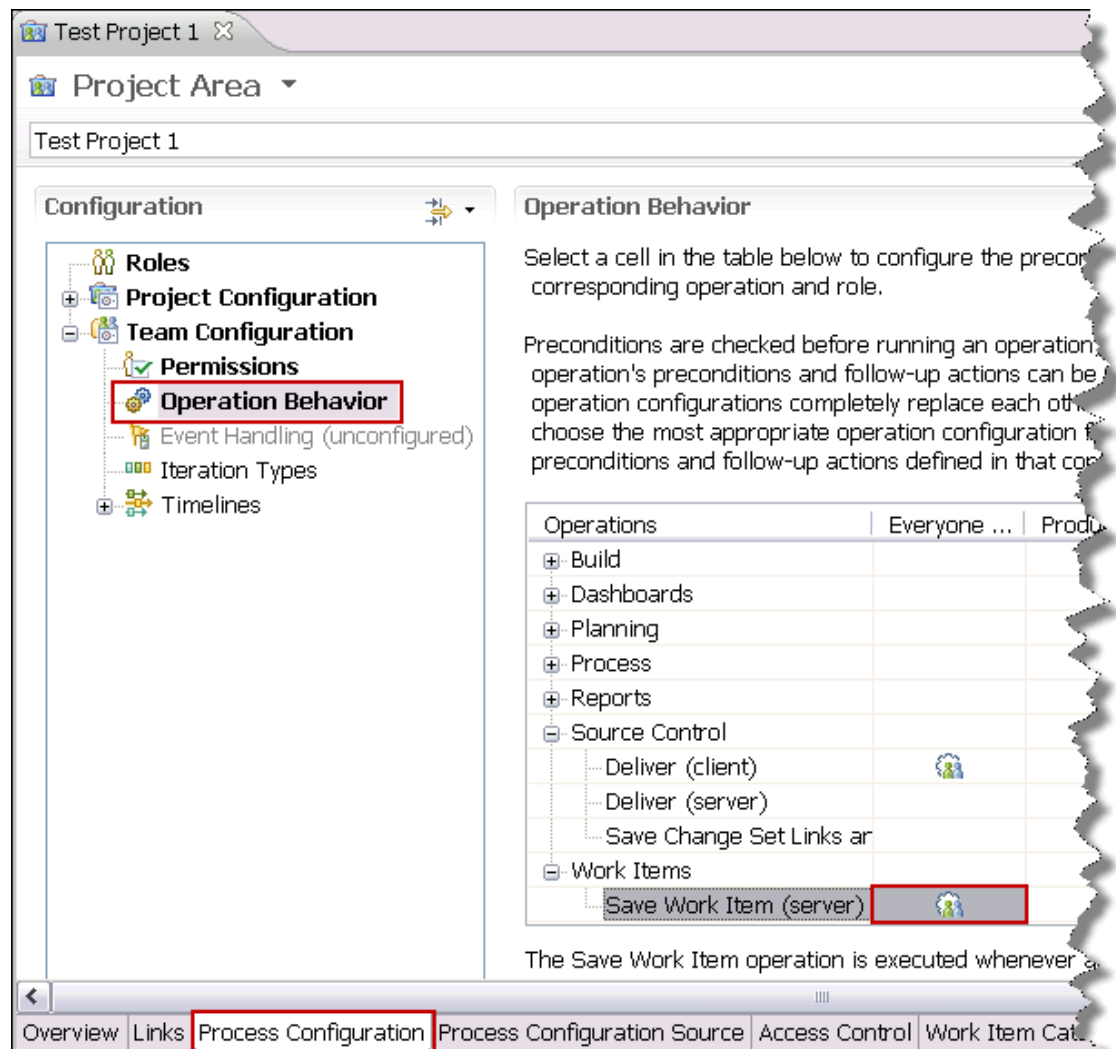 Test Project 1
Project Area
Test Project 1
Configuration
Roles
Project Configuration
Team Configuration
Permissions
Operation Behavior
Event Handling (unconfigured)
Iteration Types
Timelines
Operation Behavior
Select a cell in the table below to configure the
corresponding operation and role.
Preconditions are checked before running an operation,
operation's preconditions and follow-up actions can be
operation configurations completely replace each
choose the most appropriate operation configuration
preconditions and follow-up actions defined in that
Operations Everyone ...
Build
Dashboards
Planning
Process
Reports
Source Control
Deliver (client)
Deliver (server)
Save Change Set Links ar
Work Items
Save Work Item (server)
The Save Work Item operation is executed whenever
Overview Links Process Configuration Process Configuration Source Access Control Work Item